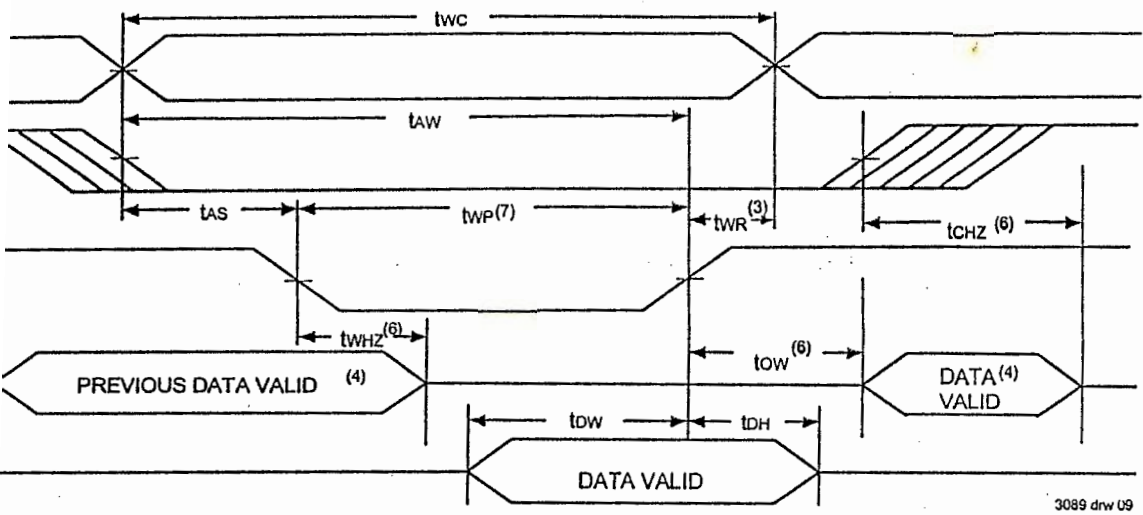 tWC
tAW
tAS
tWP(7)
tWR(3)
tCHZ (6)
tWHZ(6)
tOW (6)
PREVIOUS DATA VALID (4)
DATA(4)
VALID
tDW
tDH
DATA VALID
3089 drw 09